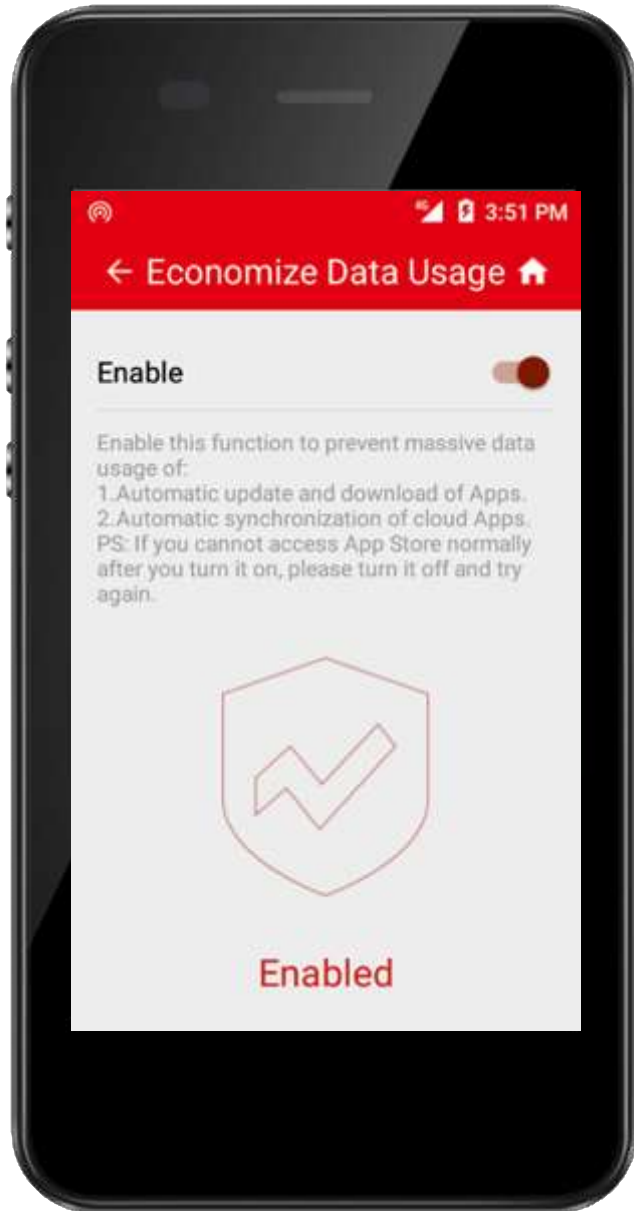 4G 3:51 PM
← Economize Data Usage
Enable
Enable this function to prevent massive data
usage of:
1.Automatic update and download of Apps.
2.Automatic synchronization of cloud Apps.
PS: If you cannot access App Store normally
after you turn it on, please turn it off and try
again.
Enabled